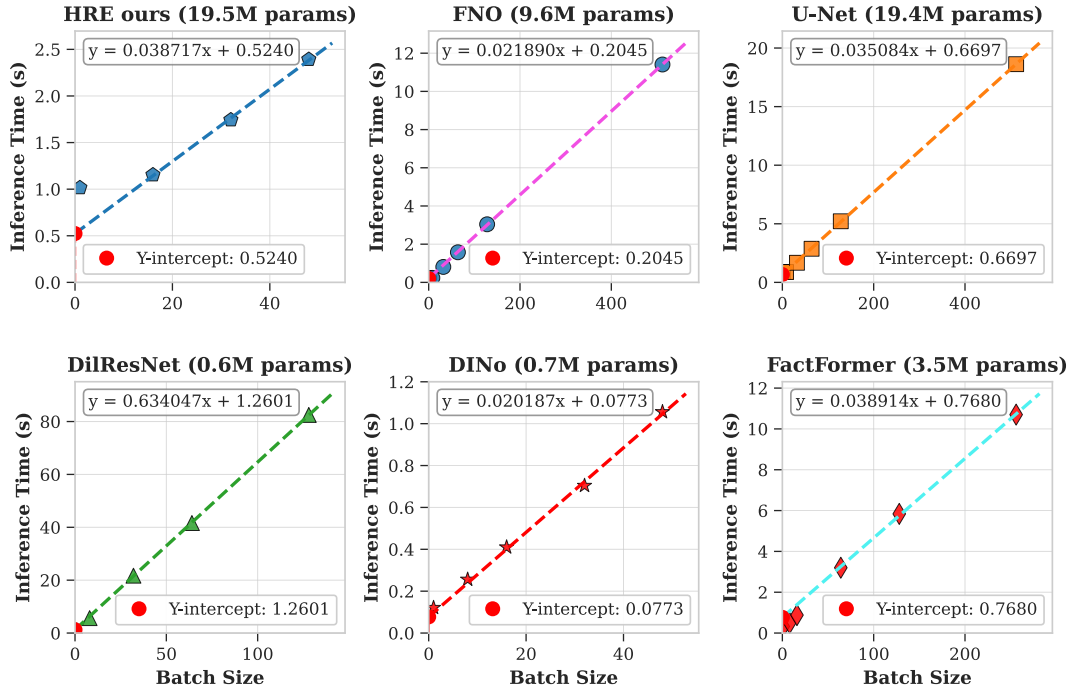 HRE ours (19.5M params)
y = 0.038717x + 0.5240
Inference Time (s)
2.5
2.0
1.5
1.0
0.5
0.0
Y-intercept: 0.5240
0
20
40
FNO (9.6M params)
y = 0.021890x + 0.2045
Inference Time (s)
12
10
8
6
4
2
0
Y-intercept: 0.2045
0
200
400
U-Net (19.4M params)
y = 0.035084x + 0.6697
Inference Time (s)
20
15
10
5
0
Y-intercept: 0.6697
0
200
400
DilResNet (0.6M params)
y = 0.634047x + 1.2601
Inference Time (s)
80
60
40
20
0
Y-intercept: 1.2601
0
50
100
Batch Size
DINo (0.7M params)
y = 0.020187x + 0.0773
Inference Time (s)
1.2
1.0
0.8
0.6
0.4
0.2
0.0
Y-intercept: 0.0773
0
20
40
Batch Size
FactFormer (3.5M params)
y = 0.038914x + 0.7680
Inference Time (s)
12
10
8
6
4
2
0
Y-intercept: 0.7680
0
100
200
Batch Size